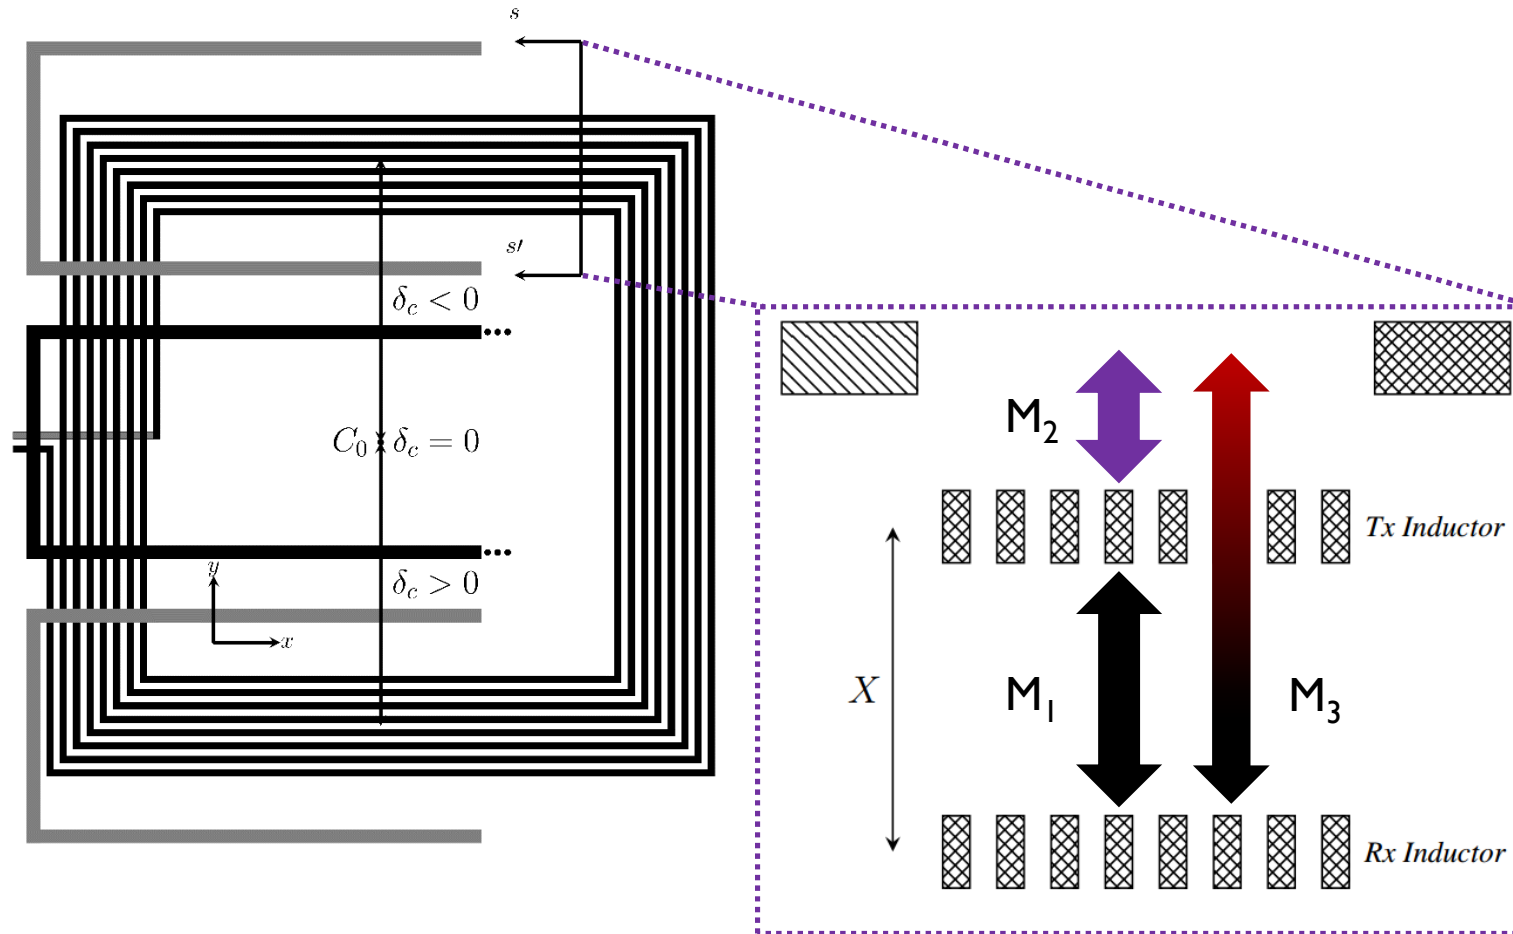 s
s′
δc < 0
•••
C0 δc = 0
•••
y
δc > 0
x
M2
Tx Inductor
X
M1
M3
Rx Inductor